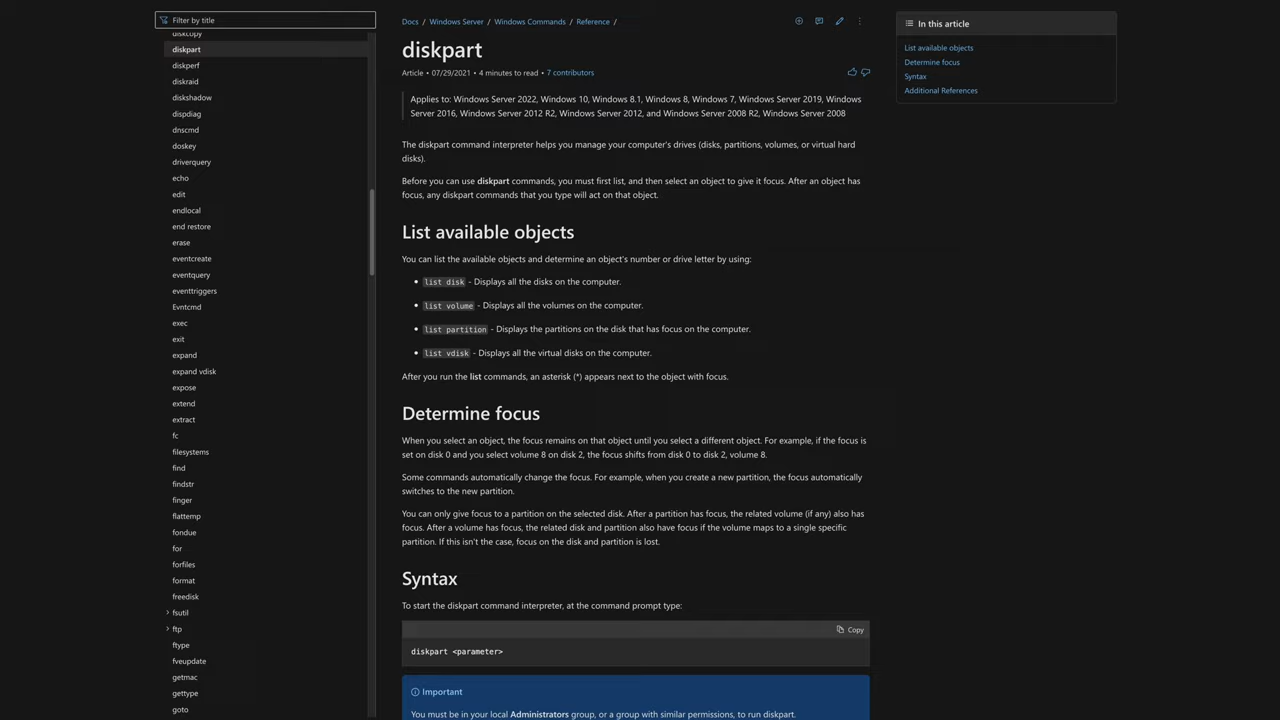 Filter by title
diskcopy
diskpart
diskperf
diskraid
diskshadow
dispdiag
dnscmd
doskey
driverquery
echo
edit
endlocal
end restore
erase
eventcreate
eventquery
eventtriggers
Evntcmd
exec
exit
expand
expand vdisk
expose
extend
extract
fc
filesystems
find
findstr
finger
flattemp
fondue
for
forfiles
format
freedisk
fsutil
ftp
ftype
fveupdate
getmac
gettype
goto
Docs / Windows Server / Windows Commands / Reference /
diskpart
Article • 07/29/2021 • 4 minutes to read • 7 contributors
Applies to: Windows Server 2022, Windows 10, Windows 8.1, Windows 8, Windows 7, Windows Server 2019, Windows
Server 2016, Windows Server 2012 R2, Windows Server 2012, and Windows Server 2008 R2, Windows Server 2008
The diskpart command interpreter helps you manage your computer's drives (disks, partitions, volumes, or virtual hard
disks).
Before you can use diskpart commands, you must first list, and then select an object to give it focus. After an object has
focus, any diskpart commands that you type will act on that object.
List available objects
You can list the available objects and determine an object's number or drive letter by using:
• list disk - Displays all the disks on the computer.
• list volume - Displays all the volumes on the computer.
• list partition - Displays the partitions on the disk that has focus on the computer.
• list vdisk - Displays all the virtual disks on the computer.
After you run the list commands, an asterisk (*) appears next to the object with focus.
Determine focus
When you select an object, the focus remains on that object until you select a different object. For example, if the focus is
set on disk 0 and you select volume 8 on disk 2, the focus shifts from disk 0 to disk 2, volume 8.
Some commands automatically change the focus. For example, when you create a new partition, the focus automatically
switches to the new partition.
You can only give focus to a partition on the selected disk. After a partition has focus, the related volume (if any) also has
focus. After a volume has focus, the related disk and partition also have focus if the volume maps to a single specific
partition. If this isn't the case, focus on the disk and partition is lost.
Syntax
To start the diskpart command interpreter, at the command prompt type:
Copy
diskpart <parameter>
Important
You must be in your local Administrators group, or a group with similar permissions, to run diskpart.
In this article
List available objects
Determine focus
Syntax
Additional References